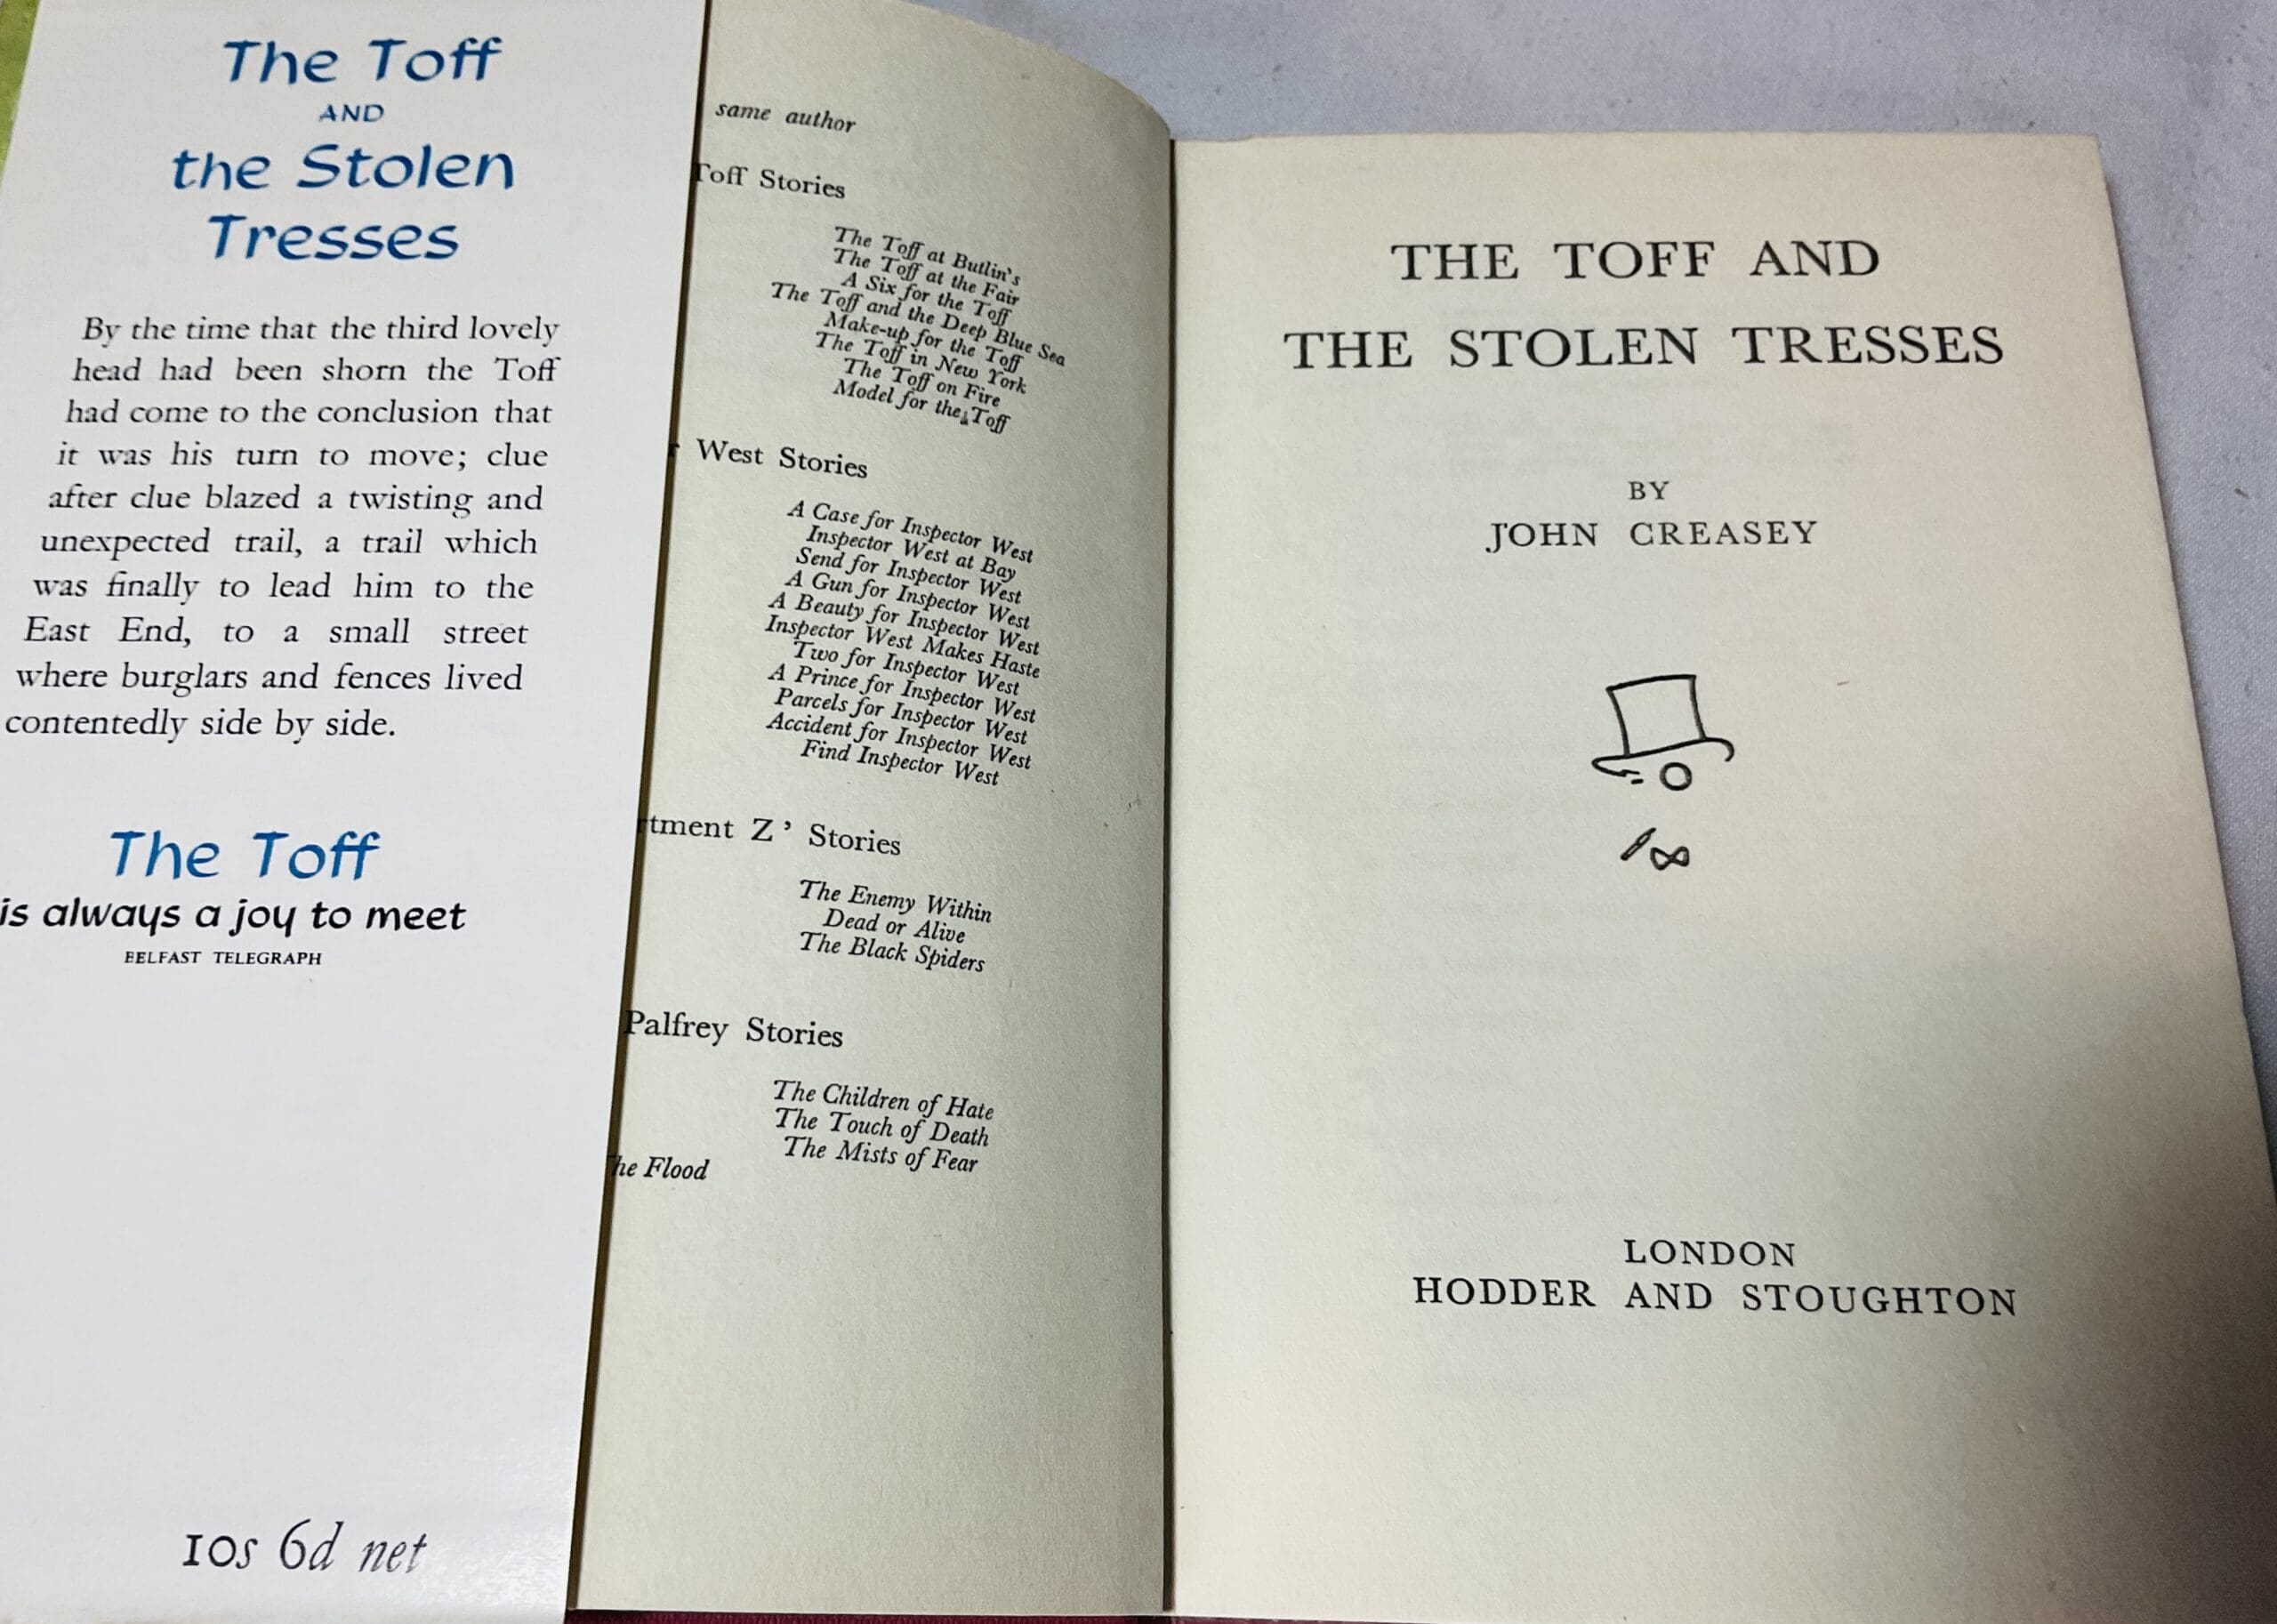 The Toff
AND
the Stolen
Tresses
By the time that the third lovely
head had been shorn the Toff
had come to the conclusion that
it was his turn to move; clue
after clue blazed a twisting and
unexpected trail, a trail which
was finally to lead him to the
East End, to a small street
where burglars and fences lived
contentedly side by side.
The Toff
is always a joy to meet
BELFAST TELEGRAPH
10s 6d net
same author
Toff Stories
The Toff at Butlin's
The Toff at the Fair
A Six for the Toff
The Toff and the Deep Blue Sea
Make-up for the Toff
The Toff in New York
The Toff on Fire
Model for the Toff
r West Stories
A Case for Inspector West
Inspector West at Bay
Send for Inspector West
A Gun for Inspector West
A Beauty for Inspector West
Inspector West Makes Haste
Two for Inspector West
A Prince for Inspector West
Parcels for Inspector West
Accident for Inspector West
Find Inspector West
rtment Z' Stories
The Enemy Within
Dead or Alive
The Black Spiders
Palfrey Stories
The Children of Hate
The Touch of Death
The Mists of Fear
he Flood
THE TOFF AND
THE STOLEN TRESSES
BY
JOHN CREASEY
LONDON
HODDER AND STOUGHTON